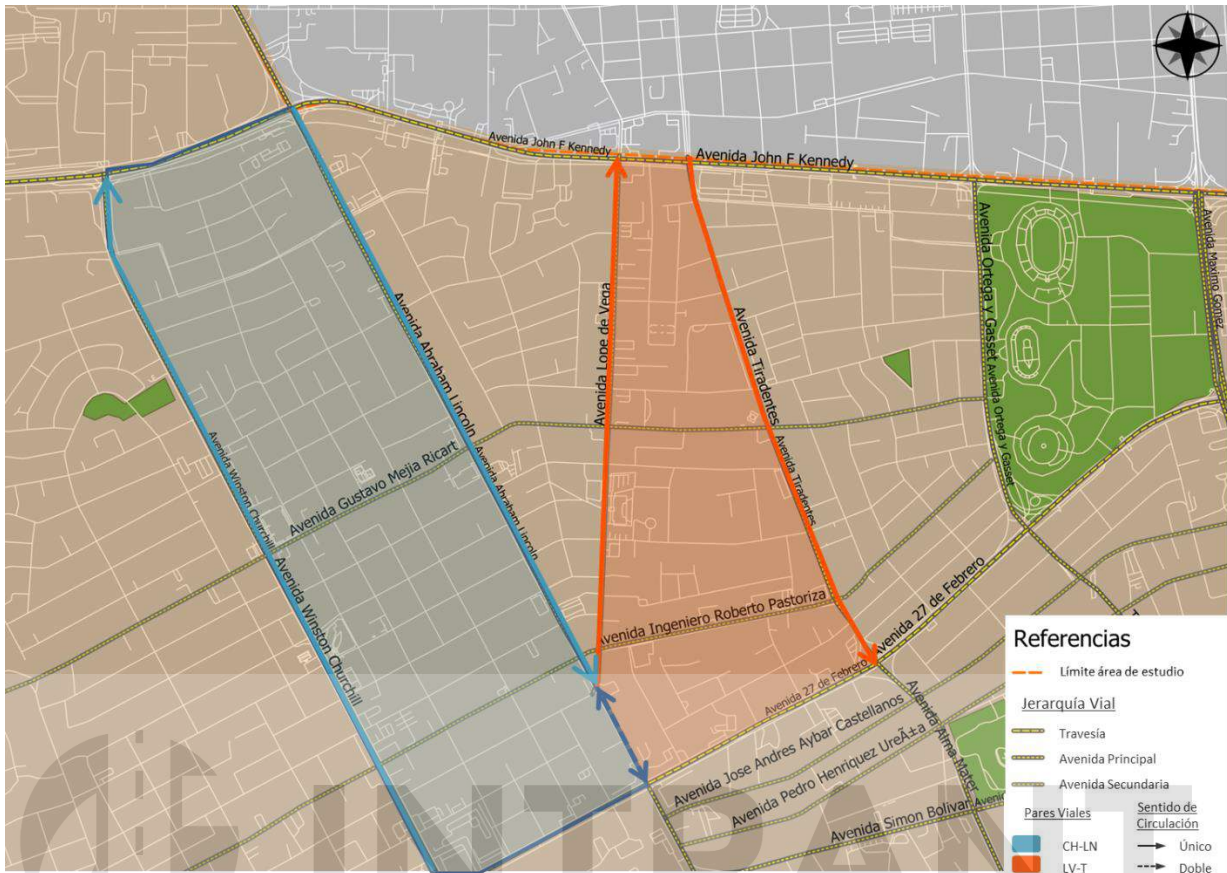 Avenida John F Kennedy
Avenida John F Kennedy
Avenida Ortega y Gasset
Avenida Ortega y Gasset
Avenida Maximo Gomez
Avenida Abraham Lincoln
Avenida Lope de Vega
Avenida Tiradentes
Avenida Gustavo Mejia Ricart
Avenida Winston Churchill
Avenida Abraham Lincoln
Avenida Tiradentes
Avenida Winston Churchill
Avenida Ingeniero Roberto Pastoriza
Avenida 27 de Febrero
Avenida 27 de Febrero
Avenida Jose Andres Aybar Castellanos
Avenida Pedro Henriquez UreÃ±a
Avenida Alma Mater
Avenida Simon Bolivar
Referencias
Límite área de estudio
Jerarquía Vial
Travesía
Avenida Principal
Avenida Secundaria
Pares Viales
Sentido de
Circulación
CH-LN
Único
LV-T
Doble
INTRANT